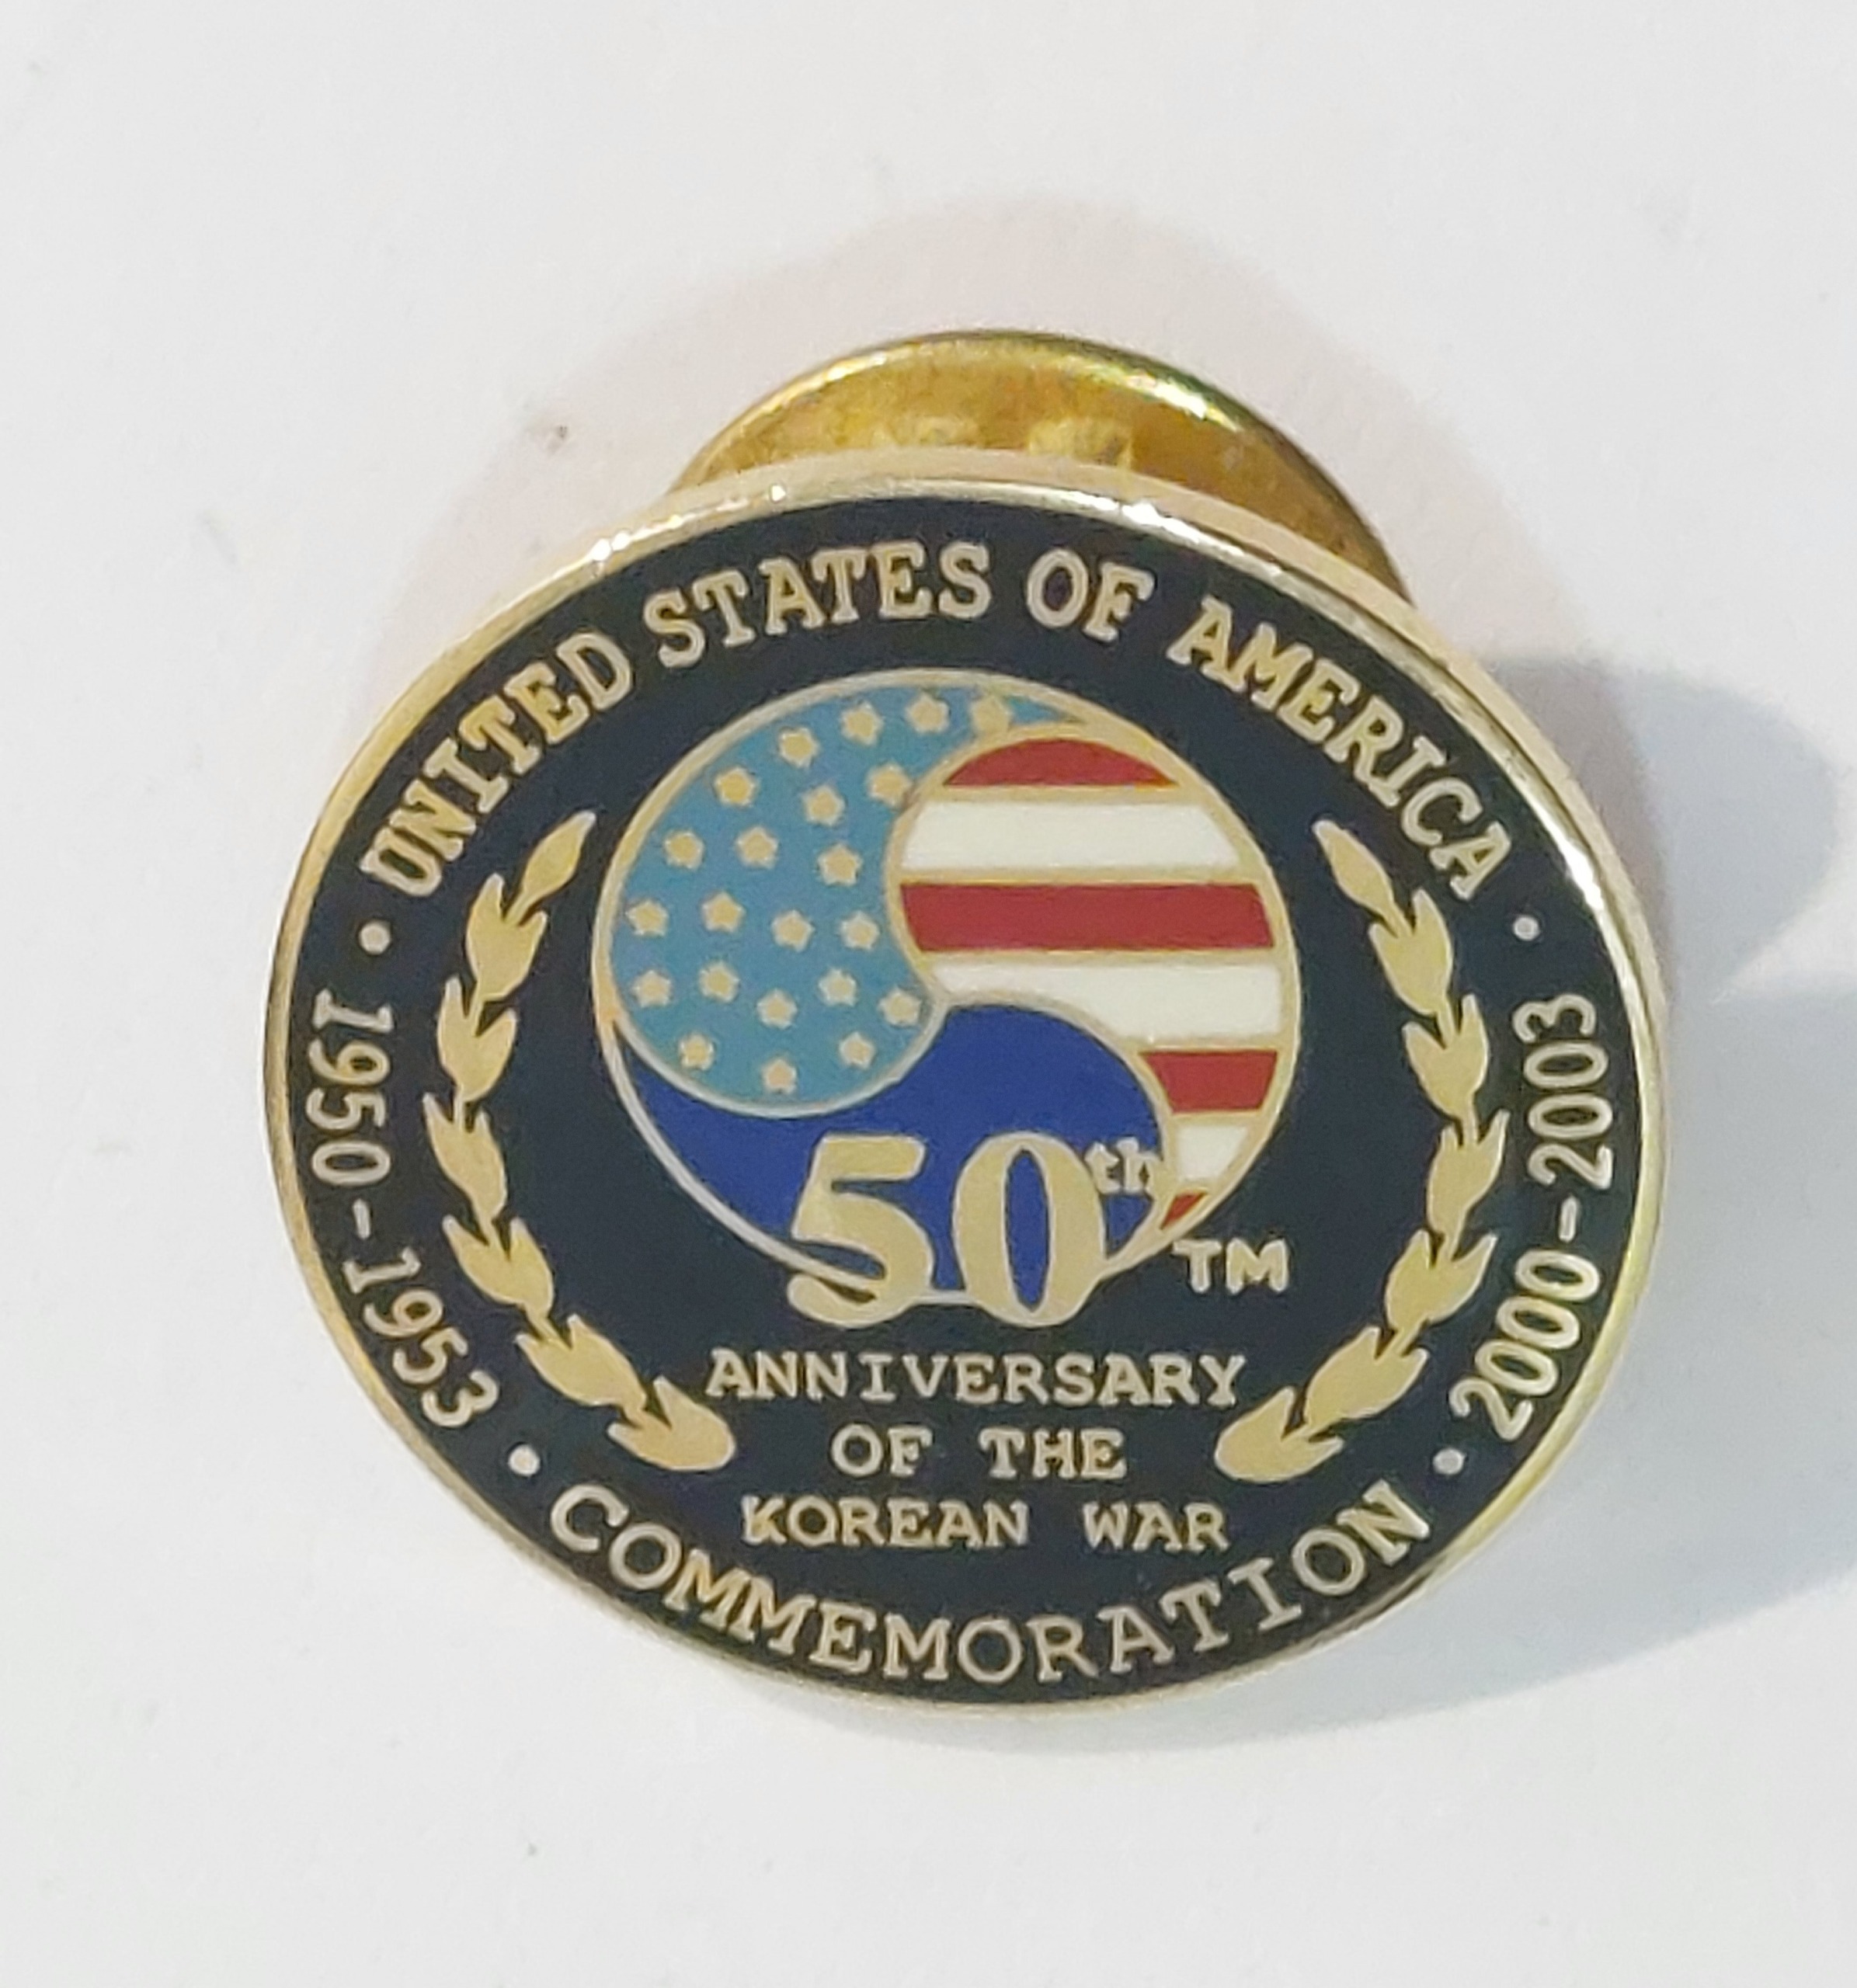 UNITED STATES OF AMERICA
1950-1953
2000-2003
50th
TM
ANNIVERSARY
OF THE
KOREAN WAR
COMMEMORATION